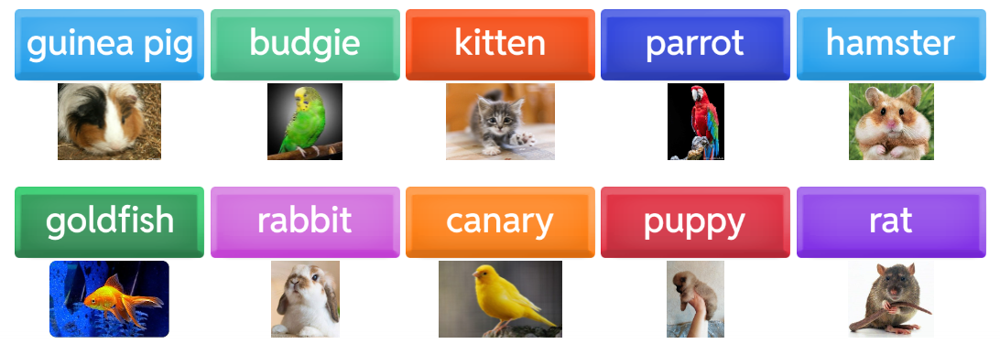 guinea pig
budgie
kitten
parrot
hamster
goldfish
rabbit
canary
puppy
rat